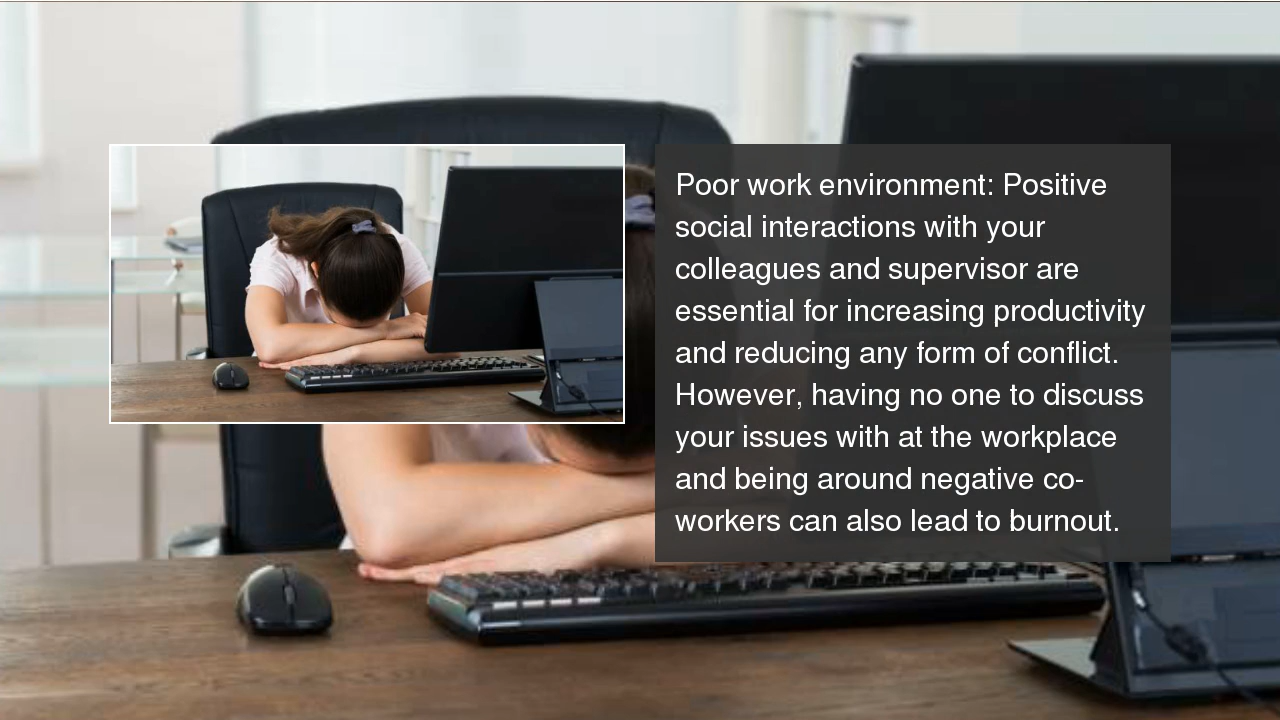 Poor work environment: Positive
social interactions with your
colleagues and supervisor are
essential for increasing productivity
and reducing any form of conflict.
However, having no one to discuss
your issues with at the workplace
and being around negative co-
workers can also lead to burnout.